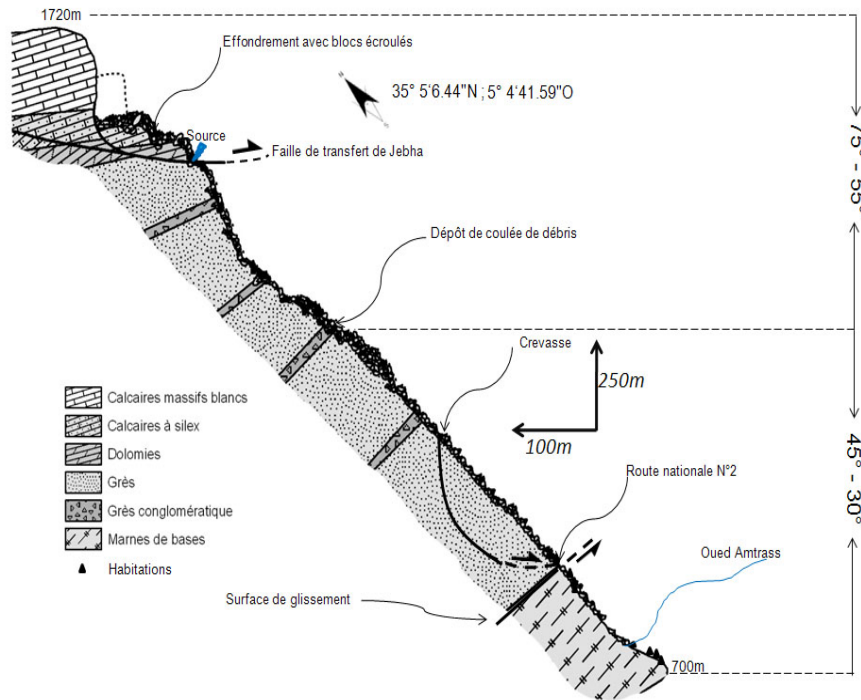 1720m
Effondrement avec blocs écroulés
35° 5'6.44"N ; 5° 4'41.59"O
Source
Faille de transfert de Jebha
75° - 55°
Dépôt de coulée de débris
Crevasse
250m
100m
Calcaires massifs blancs
Calcaires à silex
Dolomies
Grès
Grès conglomératique
Marnes de bases
Habitations
45° - 30°
Route nationale N°2
Oued Amtrass
Surface de glissement
700m